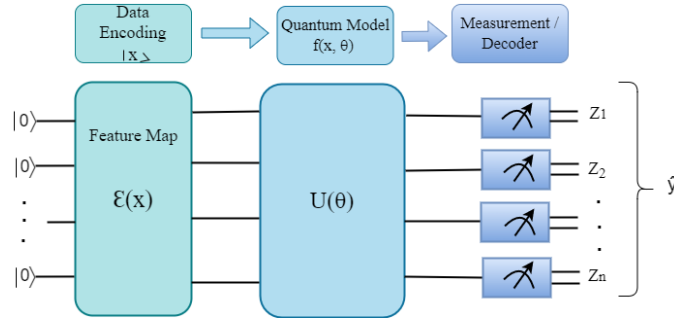 Data
Encoding
|x>
Quantum Model
f(x, θ)
Measurement /
Decoder
|0⟩
Feature Map
Z1
|0⟩
Z2
ℰ(x)
U(θ)
ŷ
|0⟩
Zn